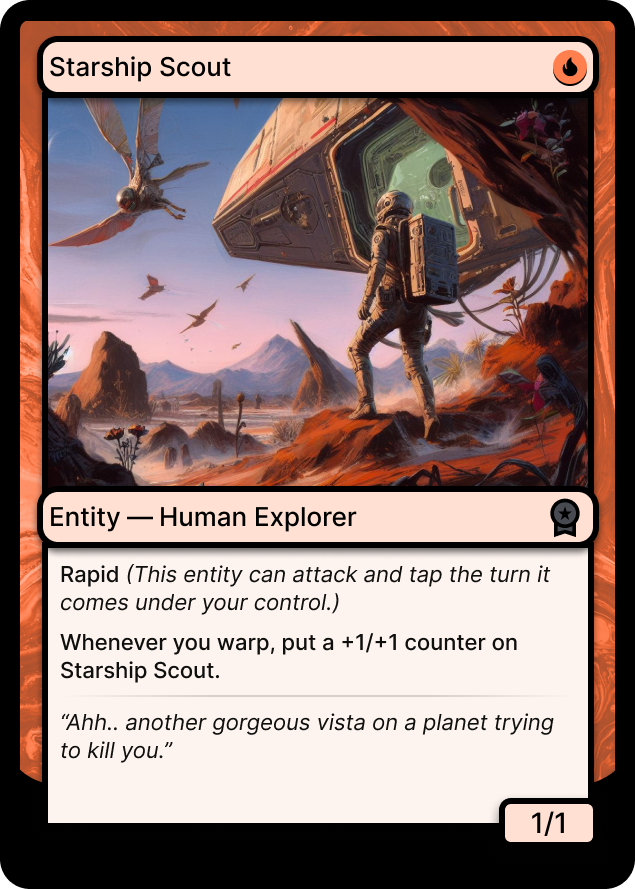 Starship Scout
Entity — Human Explorer
Rapid (This entity can attack and tap the turn it
comes under your control.)
Whenever you warp, put a +1/+1 counter on
Starship Scout.
“Ahh.. another gorgeous vista on a planet trying
to kill you.”
1/1